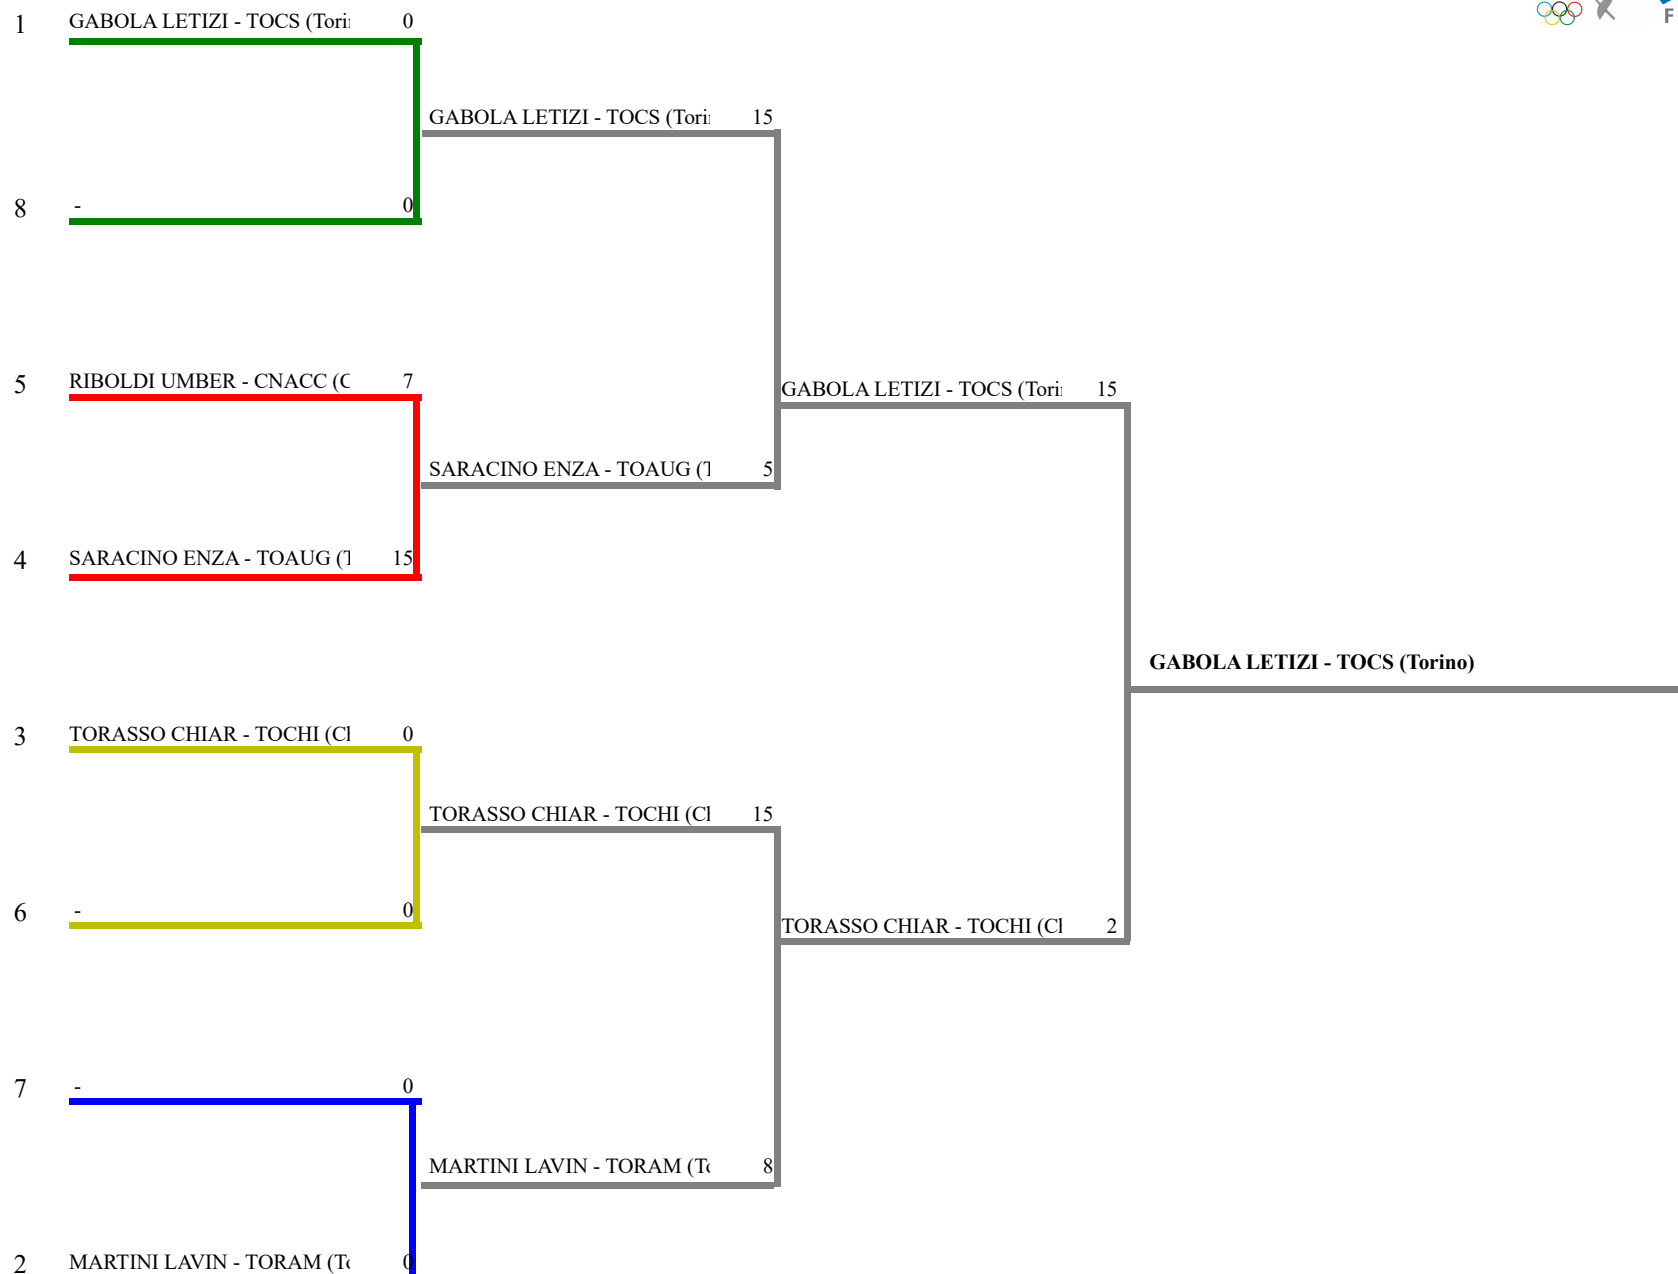 1 GABOLA LETIZI - TOCS (Tori 0
F
GABOLA LETIZI - TOCS (Tori 15
8 - 0
5 RIBOLDI UMBER - CNACC (C 7
GABOLA LETIZI - TOCS (Tori 15
SARACINO ENZA - TOAUG (T 5
4 SARACINO ENZA - TOAUG (T 15
GABOLA LETIZI - TOCS (Torino)
3 TORASSO CHIAR - TOCHI (Cl 0
TORASSO CHIAR - TOCHI (Cl 15
6 - 0
TORASSO CHIAR - TOCHI (Cl 2
7 - 0
MARTINI LAVIN - TORAM (To 8
2 MARTINI LAVIN - TORAM (To 0